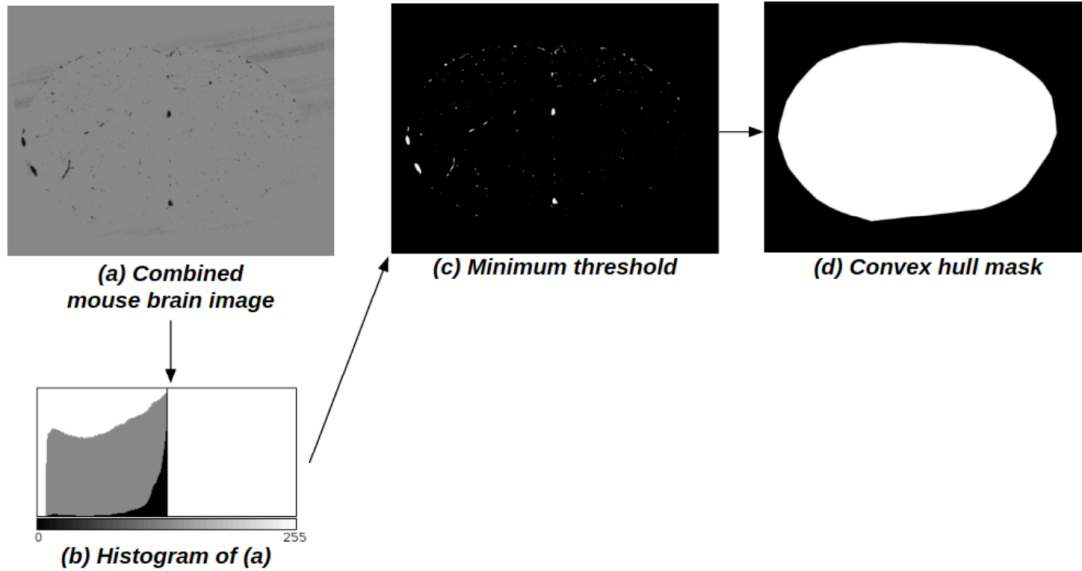 (a) Combined
mouse brain image
(c) Minimum threshold
(d) Convex hull mask
0
255
(b) Histogram of (a)